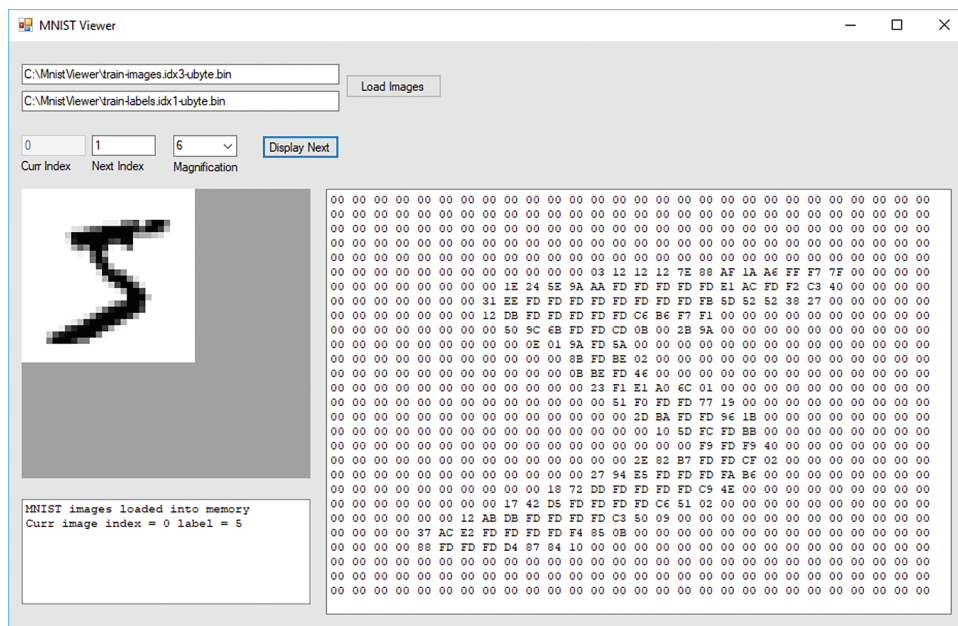 MNIST Viewer
C:\MnistViewer\train-images.idx3-ubyte.bin
C:\MnistViewer\train-labels.idx1-ubyte.bin
Load Images
0 1 6 Display Next
Curr Index Next Index Magnification
5
00 00 00 00 00 00 00 00 00 00 00 00 00 00 00 00 00 00 00 00 00 00 00 00 00 00 00 00
00 00 00 00 00 00 00 00 00 00 00 00 00 00 00 00 00 00 00 00 00 00 00 00 00 00 00 00
00 00 00 00 00 00 00 00 00 00 00 00 00 00 00 00 00 00 00 00 00 00 00 00 00 00 00 00
00 00 00 00 00 00 00 00 00 00 00 00 00 00 00 00 00 00 00 00 00 00 00 00 00 00 00 00
00 00 00 00 00 00 00 00 00 00 00 00 00 00 00 00 00 00 00 00 00 00 00 00 00 00 00 00
00 00 00 00 00 00 00 00 00 00 00 00 03 12 12 12 7E 88 AF 1A A6 FF F7 7F 00 00 00 00
00 00 00 00 00 00 00 00 1E 24 5E 9A AA FD FD FD FD FD E1 AC FD F2 C3 40 00 00 00 00
00 00 00 00 00 00 00 31 EE FD FD FD FD FD FD FD FD FB 5D 52 52 38 27 00 00 00 00 00
00 00 00 00 00 00 00 12 DB FD FD FD FD FD C6 B6 F7 F1 00 00 00 00 00 00 00 00 00 00
00 00 00 00 00 00 00 00 50 9C 6B FD FD CD 0B 00 2B 9A 00 00 00 00 00 00 00 00 00 00
00 00 00 00 00 00 00 00 00 0E 01 9A FD 5A 00 00 00 00 00 00 00 00 00 00 00 00 00 00
00 00 00 00 00 00 00 00 00 00 00 8B FD BE 02 00 00 00 00 00 00 00 00 00 00 00 00 00
00 00 00 00 00 00 00 00 00 00 00 0B BE FD 46 00 00 00 00 00 00 00 00 00 00 00 00 00
00 00 00 00 00 00 00 00 00 00 00 00 23 F1 E1 A0 6C 01 00 00 00 00 00 00 00 00 00 00
00 00 00 00 00 00 00 00 00 00 00 00 00 51 F0 FD FD 77 19 00 00 00 00 00 00 00 00 00
00 00 00 00 00 00 00 00 00 00 00 00 00 00 2D BA FD FD 96 1B 00 00 00 00 00 00 00 00
00 00 00 00 00 00 00 00 00 00 00 00 00 00 00 10 5D FC FD BB 00 00 00 00 00 00 00 00
00 00 00 00 00 00 00 00 00 00 00 00 00 00 00 00 00 F9 FD F9 40 00 00 00 00 00 00 00
00 00 00 00 00 00 00 00 00 00 00 00 00 00 2E 82 B7 FD FD CF 02 00 00 00 00 00 00 00
00 00 00 00 00 00 00 00 00 00 00 00 27 94 E5 FD FD FD FA B6 00 00 00 00 00 00 00 00
00 00 00 00 00 00 00 00 00 00 18 72 DD FD FD FD FD C9 4E 00 00 00 00 00 00 00 00 00
00 00 00 00 00 00 00 00 17 42 D5 FD FD FD FD C6 51 02 00 00 00 00 00 00 00 00 00 00
00 00 00 00 00 00 12 AB DB FD FD FD FD C3 50 09 00 00 00 00 00 00 00 00 00 00 00 00
00 00 00 00 37 AC E2 FD FD FD FD F4 85 0B 00 00 00 00 00 00 00 00 00 00 00 00 00 00
00 00 00 00 88 FD FD FD D4 87 84 10 00 00 00 00 00 00 00 00 00 00 00 00 00 00 00 00
00 00 00 00 00 00 00 00 00 00 00 00 00 00 00 00 00 00 00 00 00 00 00 00 00 00 00 00
00 00 00 00 00 00 00 00 00 00 00 00 00 00 00 00 00 00 00 00 00 00 00 00 00 00 00 00
00 00 00 00 00 00 00 00 00 00 00 00 00 00 00 00 00 00 00 00 00 00 00 00 00 00 00 00
MNIST images loaded into memory
Curr image index = 0 label = 5